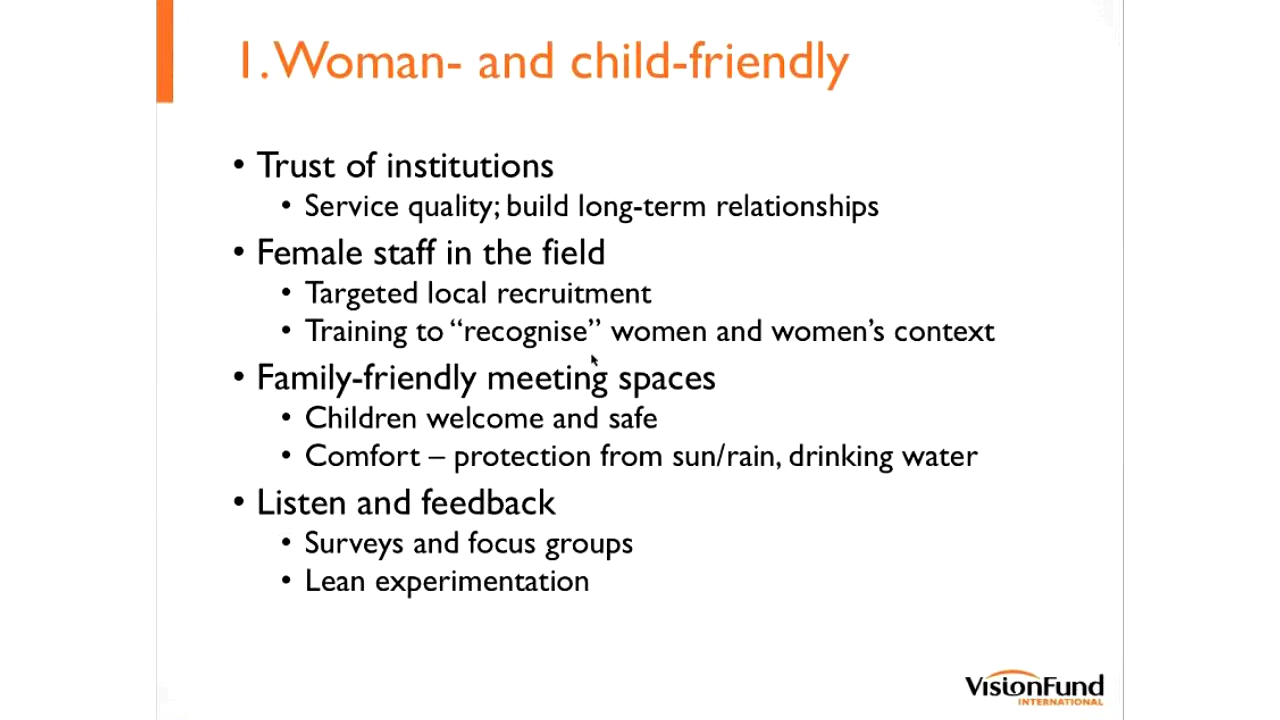 1. Woman- and child-friendly
• Trust of institutions
• Service quality; build long-term relationships
• Female staff in the field
• Targeted local recruitment
• Training to “recognise” women and women’s context
• Family-friendly meeting spaces
• Children welcome and safe
• Comfort – protection from sun/rain, drinking water
• Listen and feedback
• Surveys and focus groups
• Lean experimentation
VisionFund
INTERNATIONAL